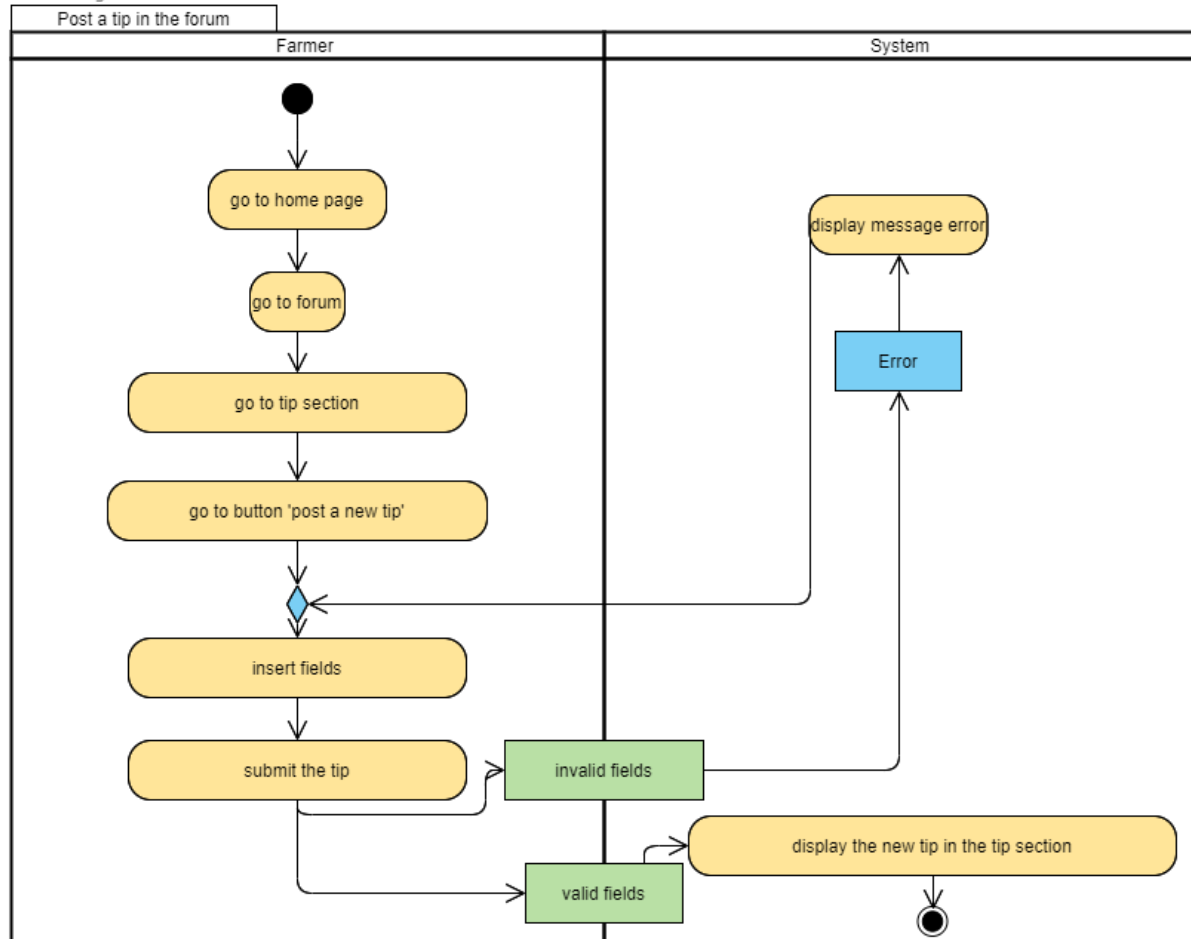 Post a tip in the forum
Farmer
System
go to home page
display message error
go to forum
Error
go to tip section
go to button 'post a new tip'
insert fields
submit the tip
invalid fields
display the new tip in the tip section
valid fields